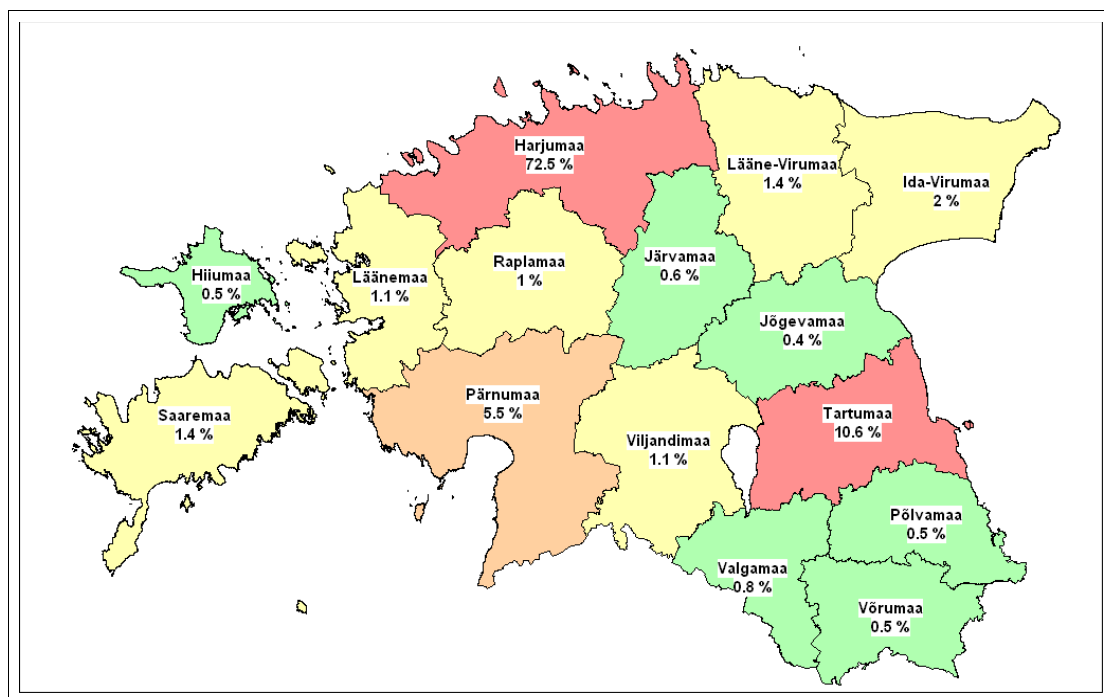 Harjumaa
72.5 %
Lääne-Virumaa
1.4 %
Ida-Virumaa
2 %
Hiiumaa
0.5 %
Läänemaa
1.1 %
Raplamaa
1 %
Järvamaa
0.6 %
Jõgevamaa
0.4 %
Saaremaa
1.4 %
Pärnumaa
5.5 %
Viljandimaa
1.1 %
Tartumaa
10.6 %
Põlvamaa
0.5 %
Valgamaa
0.8 %
Võrumaa
0.5 %